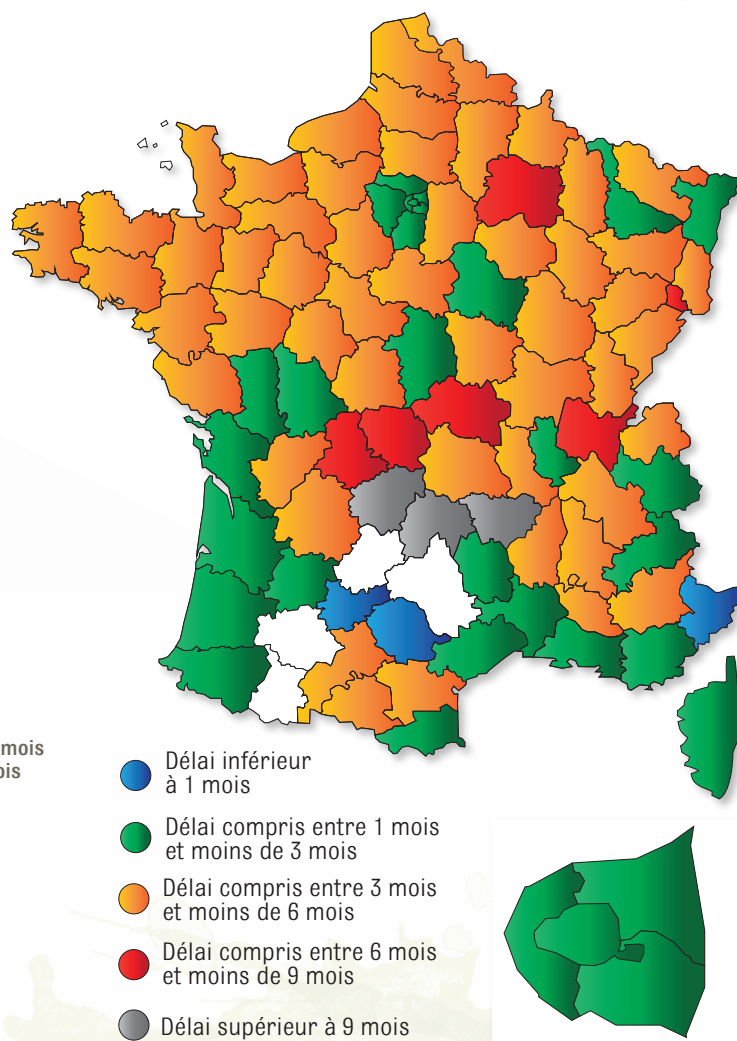 mois
ois
Délai inférieur
à 1 mois
Délai compris entre 1 mois
et moins de 3 mois
Délai compris entre 3 mois
et moins de 6 mois
Délai compris entre 6 mois
et moins de 9 mois
Délai supérieur à 9 mois